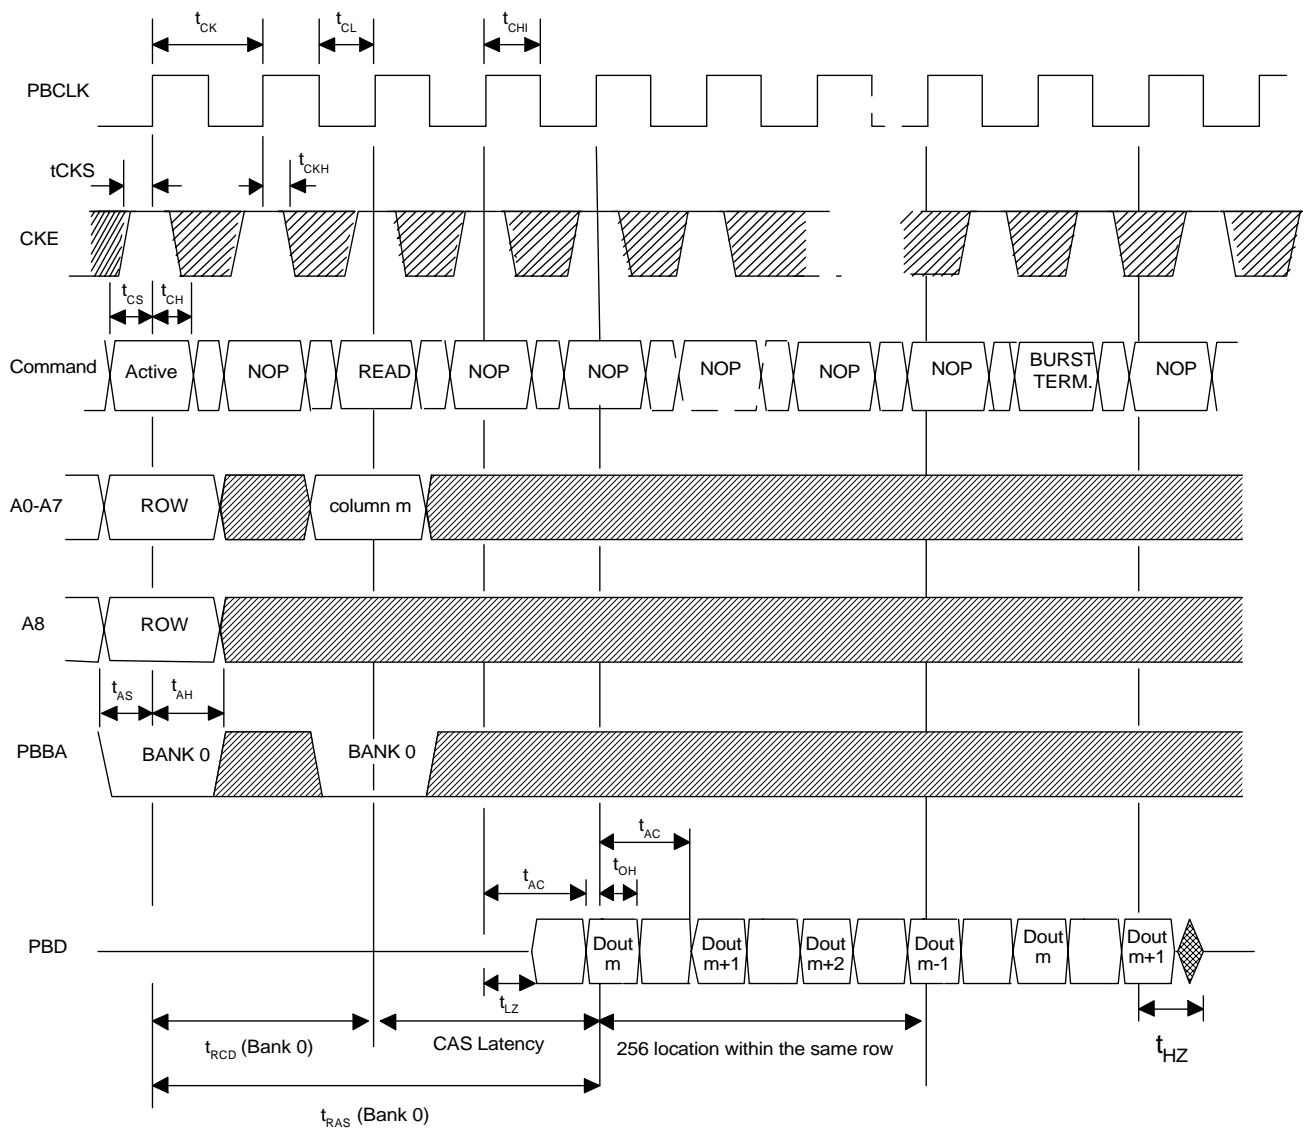 tCK tCL tCHI
PBCLK
tCKS tCKH
CKE
tCS tCH
Command Active NOP READ NOP NOP NOP NOP NOP BURST TERM. NOP
A0-A7 ROW column m
A8 ROW
tAS tAH
PBBA BANK 0 BANK 0
tAC
tAC tOH
PBD Dout m Dout m+1 Dout m+2 Dout m-1 Dout m Dout m+1
tLZ
tRCD (Bank 0) CAS Latency 256 location within the same row tHZ
tRAS (Bank 0)